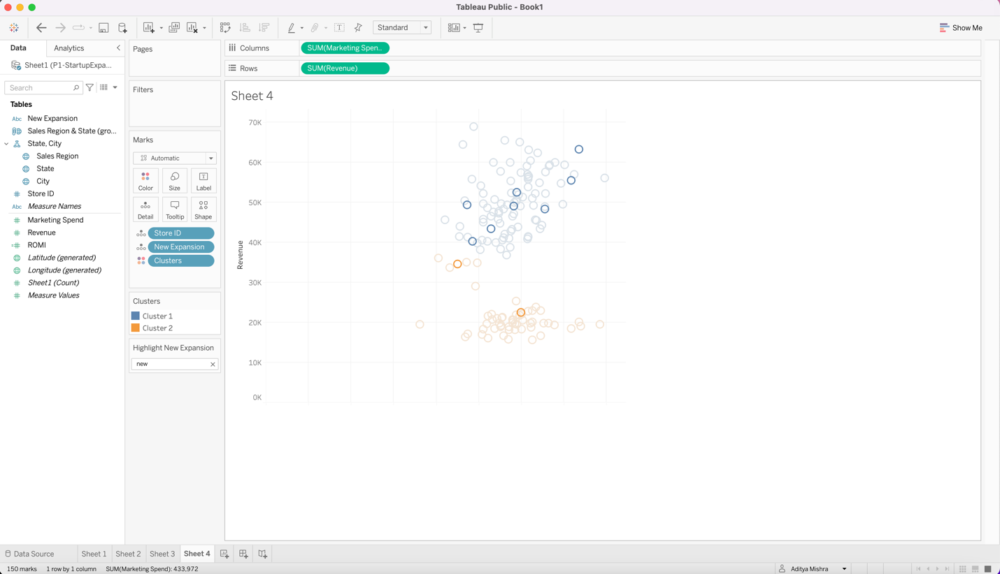 Tableau Public - Book1
Standard
Show Me
Data
Analytics
Sheet1 (P1-StartupExpa...
Search
Tables
Abc New Expansion
Sales Region & State (gro...
State, City
Sales Region
State
City
Store ID
Abc Measure Names
Marketing Spend
Revenue
ROMI
Latitude (generated)
Longitude (generated)
Sheet1 (Count)
Measure Values
Pages
Filters
Marks
Automatic
Color
Size
Label
Detail
Tooltip
Shape
Store ID
New Expansion
Clusters
Clusters
Cluster 1
Cluster 2
Highlight New Expansion
new
Columns
SUM(Marketing Spen..
Rows
SUM(Revenue)
Sheet 4
70K
60K
50K
40K
30K
20K
10K
0K
Revenue
Data Source
Sheet 1
Sheet 2
Sheet 3
Sheet 4
150 marks
1 row by 1 column
SUM(Marketing Spend): 433,972
Aditya Mishra